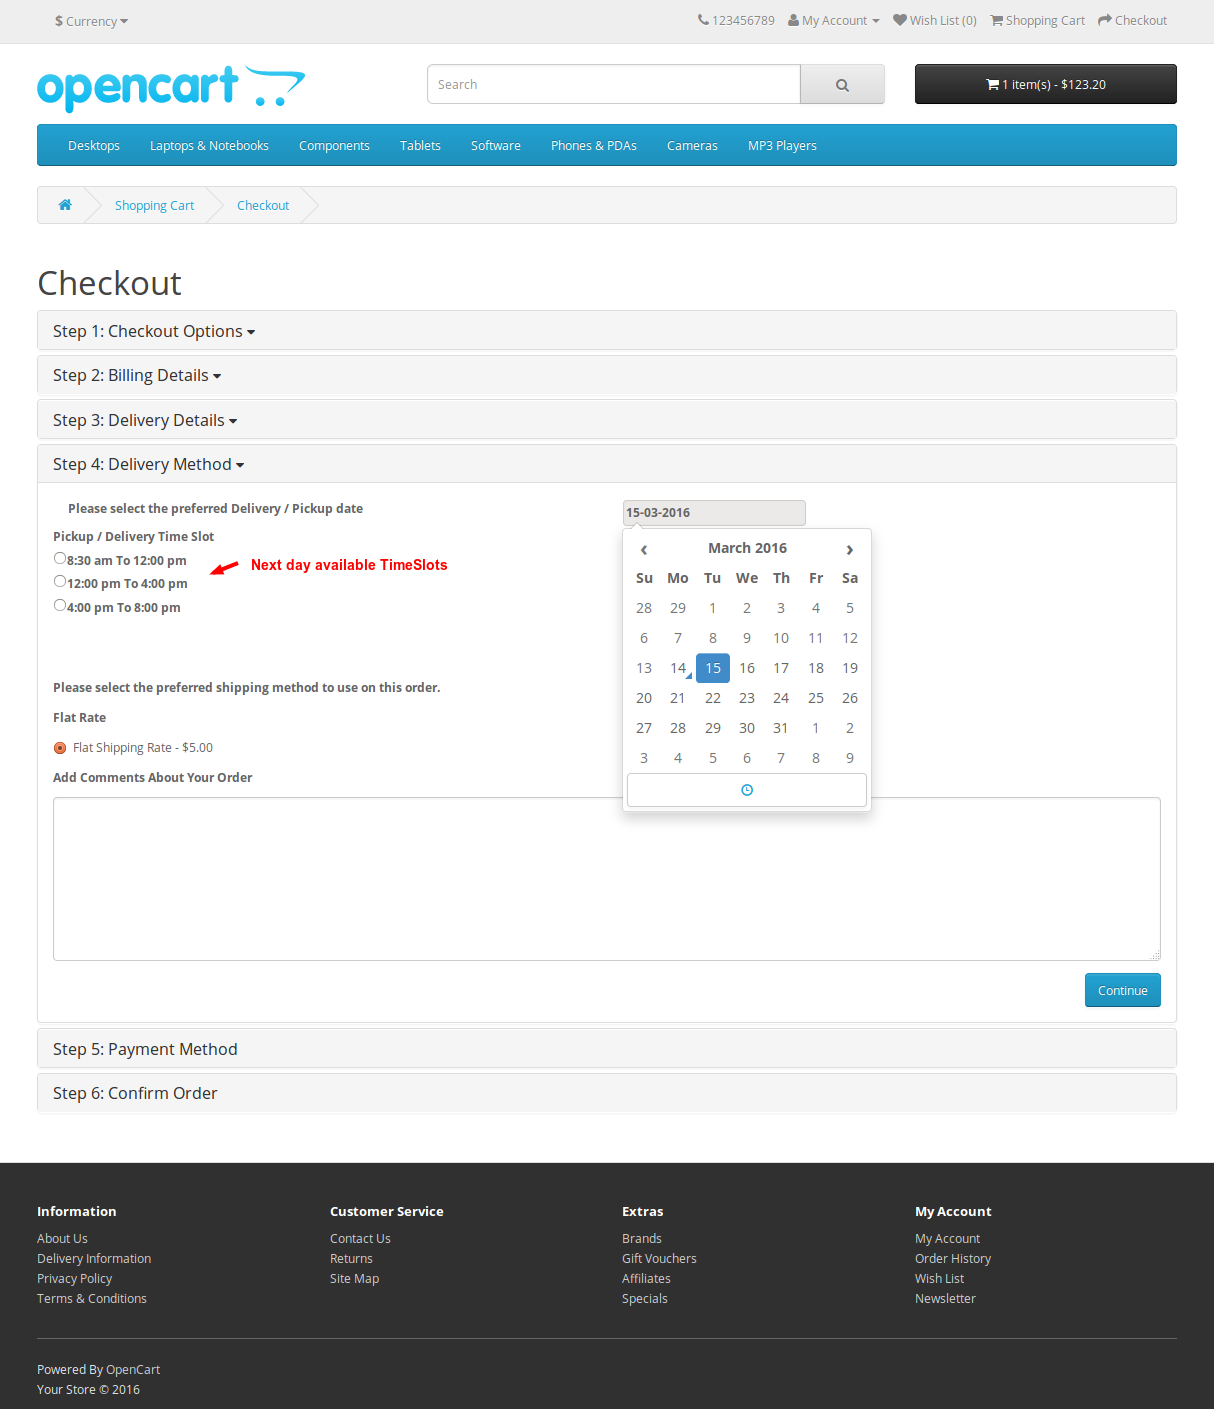 $ Currency
123456789 My Account Wish List (0) Shopping Cart Checkout
opencart
Search
1 item(s) - $123.20
Desktops Laptops & Notebooks Components Tablets Software Phones & PDAs Cameras MP3 Players
Shopping Cart Checkout
Checkout
Step 1: Checkout Options
Step 2: Billing Details
Step 3: Delivery Details
Step 4: Delivery Method
Please select the preferred Delivery / Pickup date
15-03-2016
Pickup / Delivery Time Slot
8:30 am To 12:00 pm
12:00 pm To 4:00 pm
4:00 pm To 8:00 pm
Next day available TimeSlots
‹ March 2016 ›
Su Mo Tu We Th Fr Sa
28 29 1 2 3 4 5
6 7 8 9 10 11 12
13 14 15 16 17 18 19
20 21 22 23 24 25 26
27 28 29 30 31 1 2
3 4 5 6 7 8 9
Please select the preferred shipping method to use on this order.
Flat Rate
Flat Shipping Rate - $5.00
Add Comments About Your Order
Continue
Step 5: Payment Method
Step 6: Confirm Order
Information
About Us
Delivery Information
Privacy Policy
Terms & Conditions
Customer Service
Contact Us
Returns
Site Map
Extras
Brands
Gift Vouchers
Affiliates
Specials
My Account
My Account
Order History
Wish List
Newsletter
Powered By OpenCart
Your Store © 2016